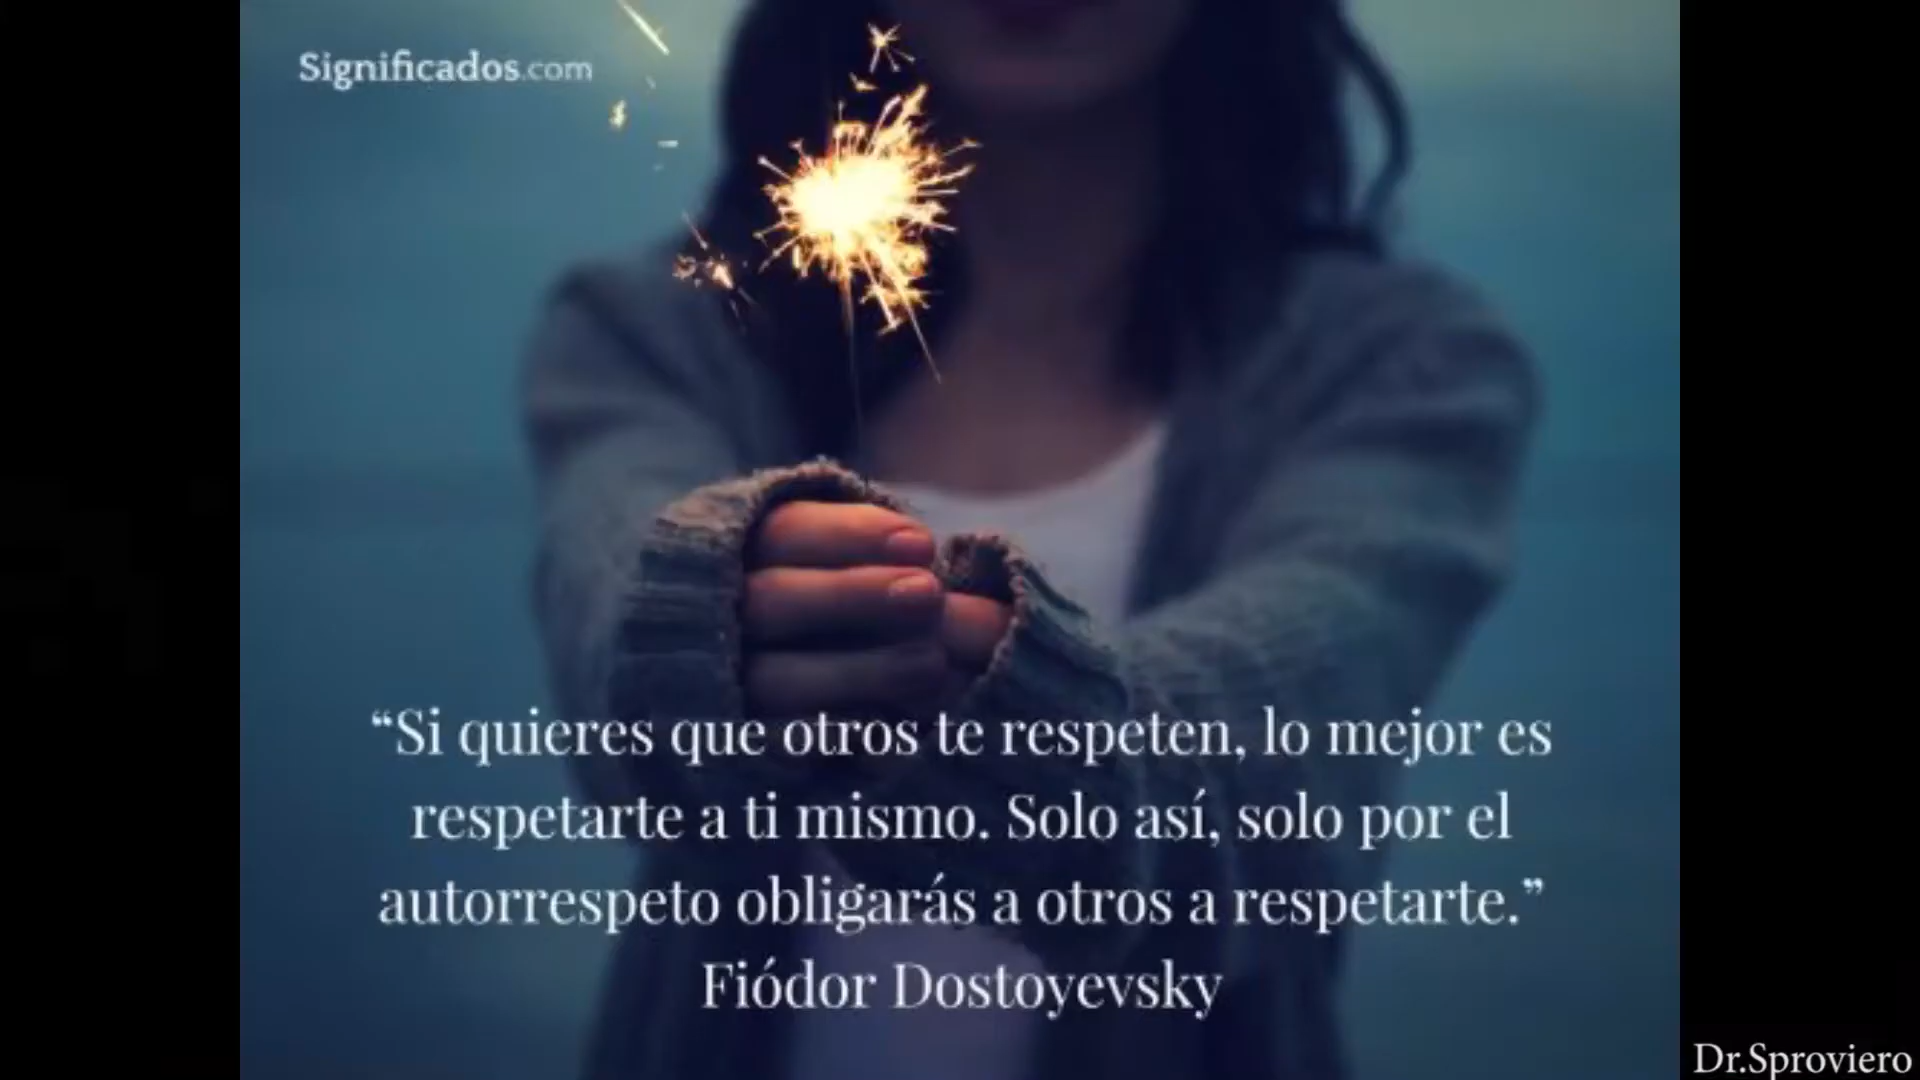 Significados.com
“Si quieres que otros te respeten, lo mejor es
respetarte a ti mismo. Solo así, solo por el
autorrespeto obligarás a otros a respetarte.”
Fiódor Dostoyevsky
Dr.Sproviero